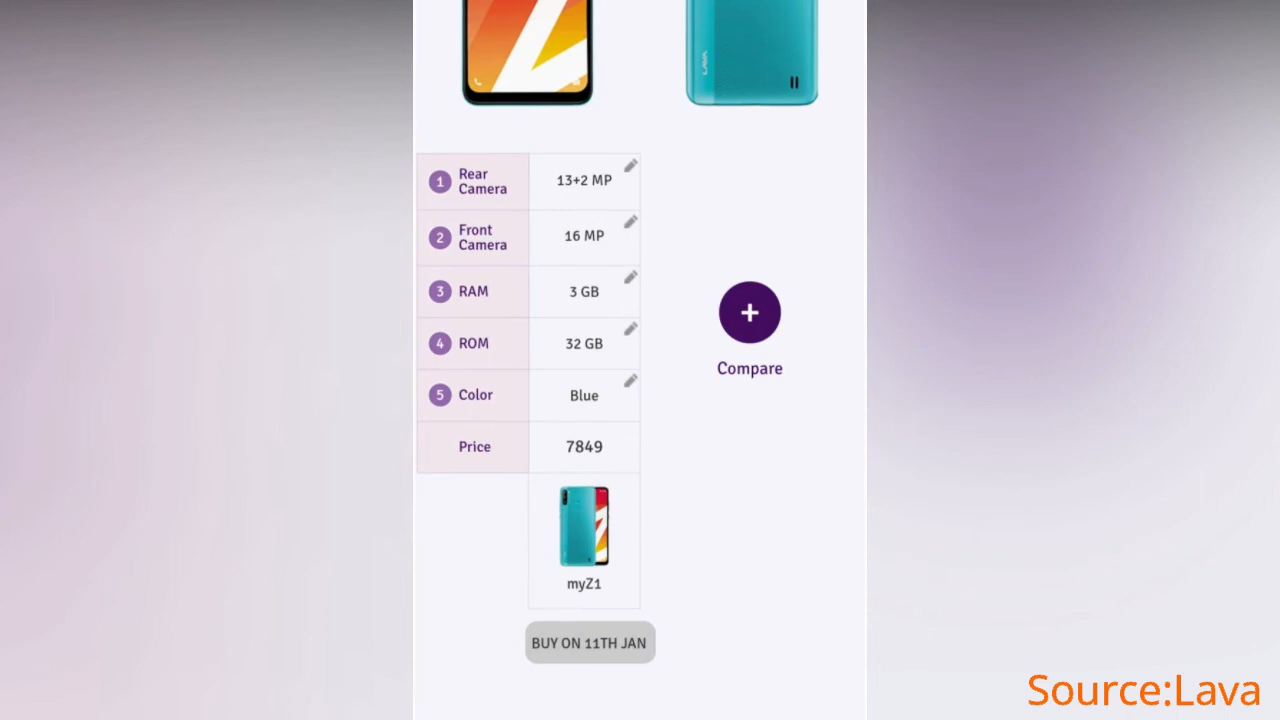 LAVA
1 Rear Camera 13+2 MP
2 Front Camera 16 MP
3 RAM 3 GB
4 ROM 32 GB
5 Color Blue
Price 7849
+
Compare
myZ1
BUY ON 11TH JAN
Source:Lava